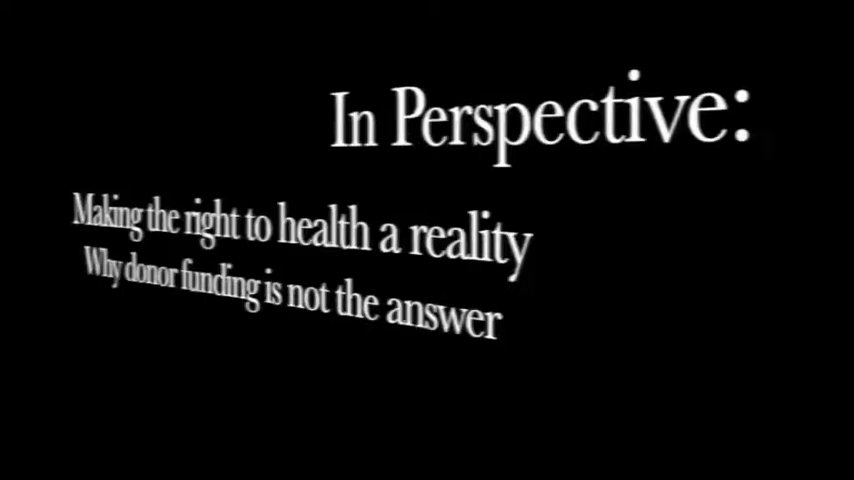 In Perspective:
Making the right to health a reality
Why donor funding is not the answer